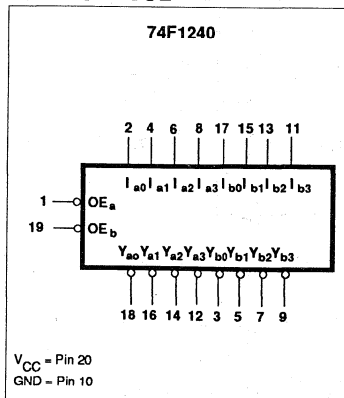 74F1240
2 4 6 8 17 15 13 11
Ia0 Ia1 Ia2 Ia3 Ib0 Ib1 Ib2 Ib3
1 OEa
19 OEb
Yao Ya1 Ya2 Ya3 Yb0 Yb1 Yb2 Yb3
18 16 14 12 3 5 7 9
VCC = Pin 20
GND = Pin 10